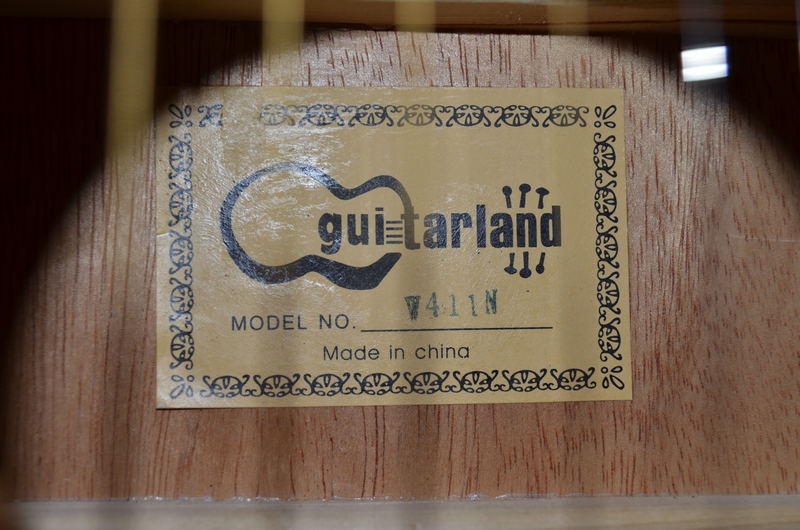 guitarland
MODEL NO. W411N
Made in china